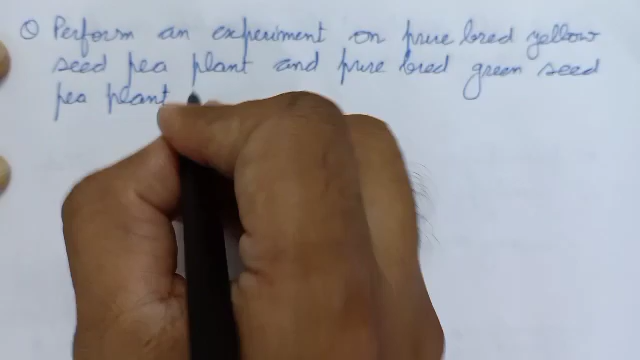 Q Perform an experiment on pure bred yellow
seed pea plant and pure bred green seed
pea plant